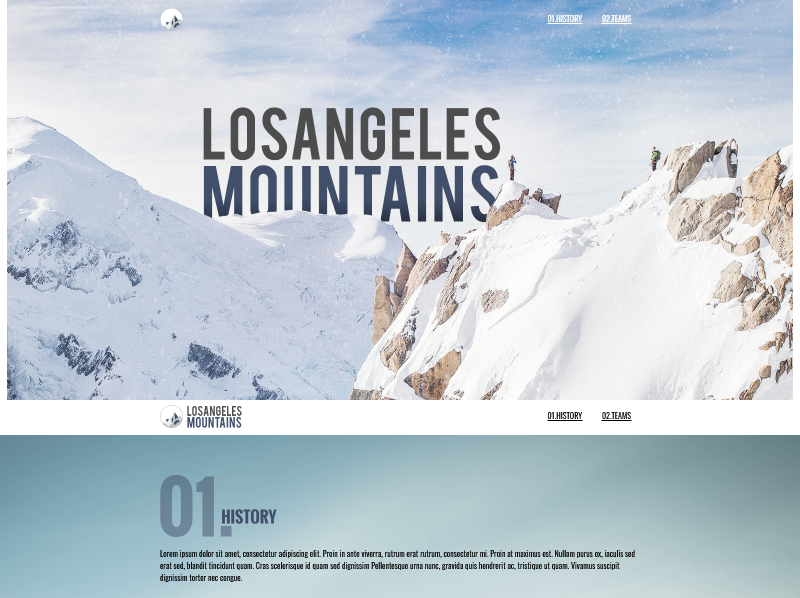 01.HISTORY 02.TEAMS
LOSANGELES
MOUNTAINS
LOSANGELES
MOUNTAINS
01.HISTORY 02.TEAMS
01. HISTORY
Lorem ipsum dolor sit amet, consectetur adipiscing elit. Proin in ante viverra, rutrum erat rutrum, consectetur mi. Proin at maximus est. Nullam purus ex, iaculis sed
erat sed, blandit tincidunt quam. Cras scelerisque id quam sed dignissim Pellentesque urna nunc, gravida quis hendrerit ac, tristique ut quam. Vivamus suscipit
dignissim tortor nec congue.